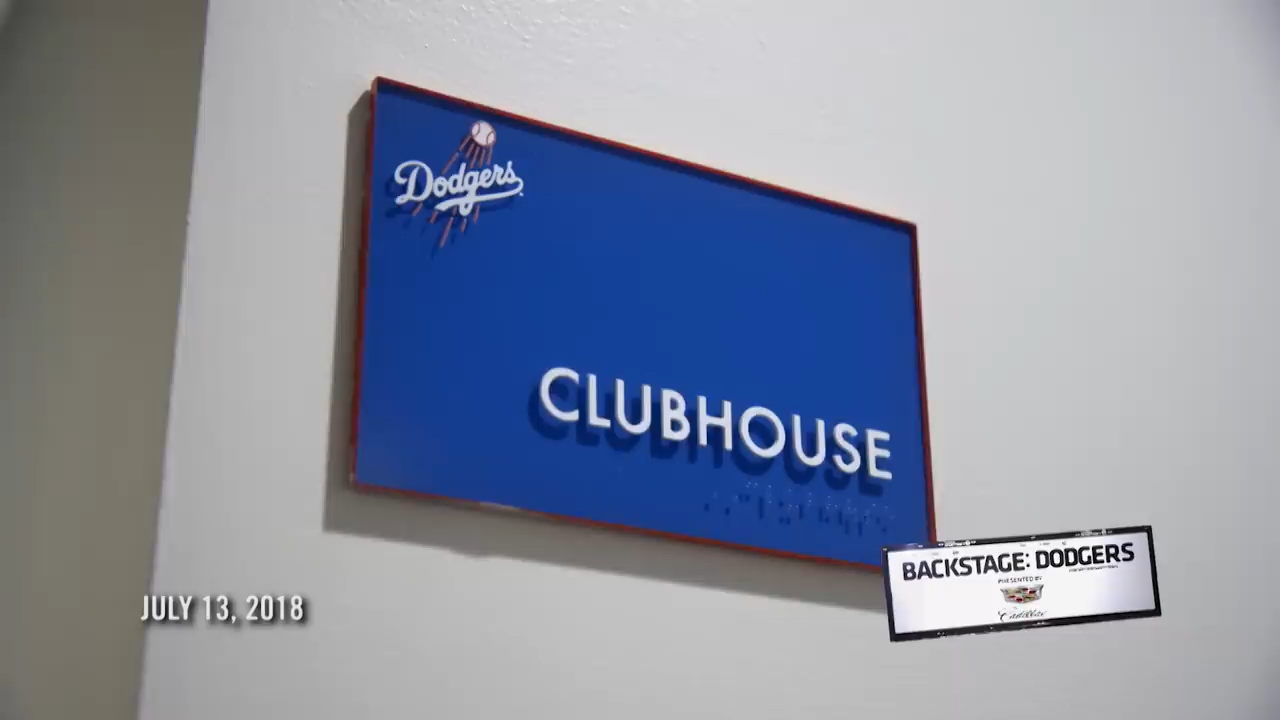 Dodgers
CLUBHOUSE
BACKSTAGE: DODGERS
PRESENTED BY
Cadillac
JULY 13, 2018